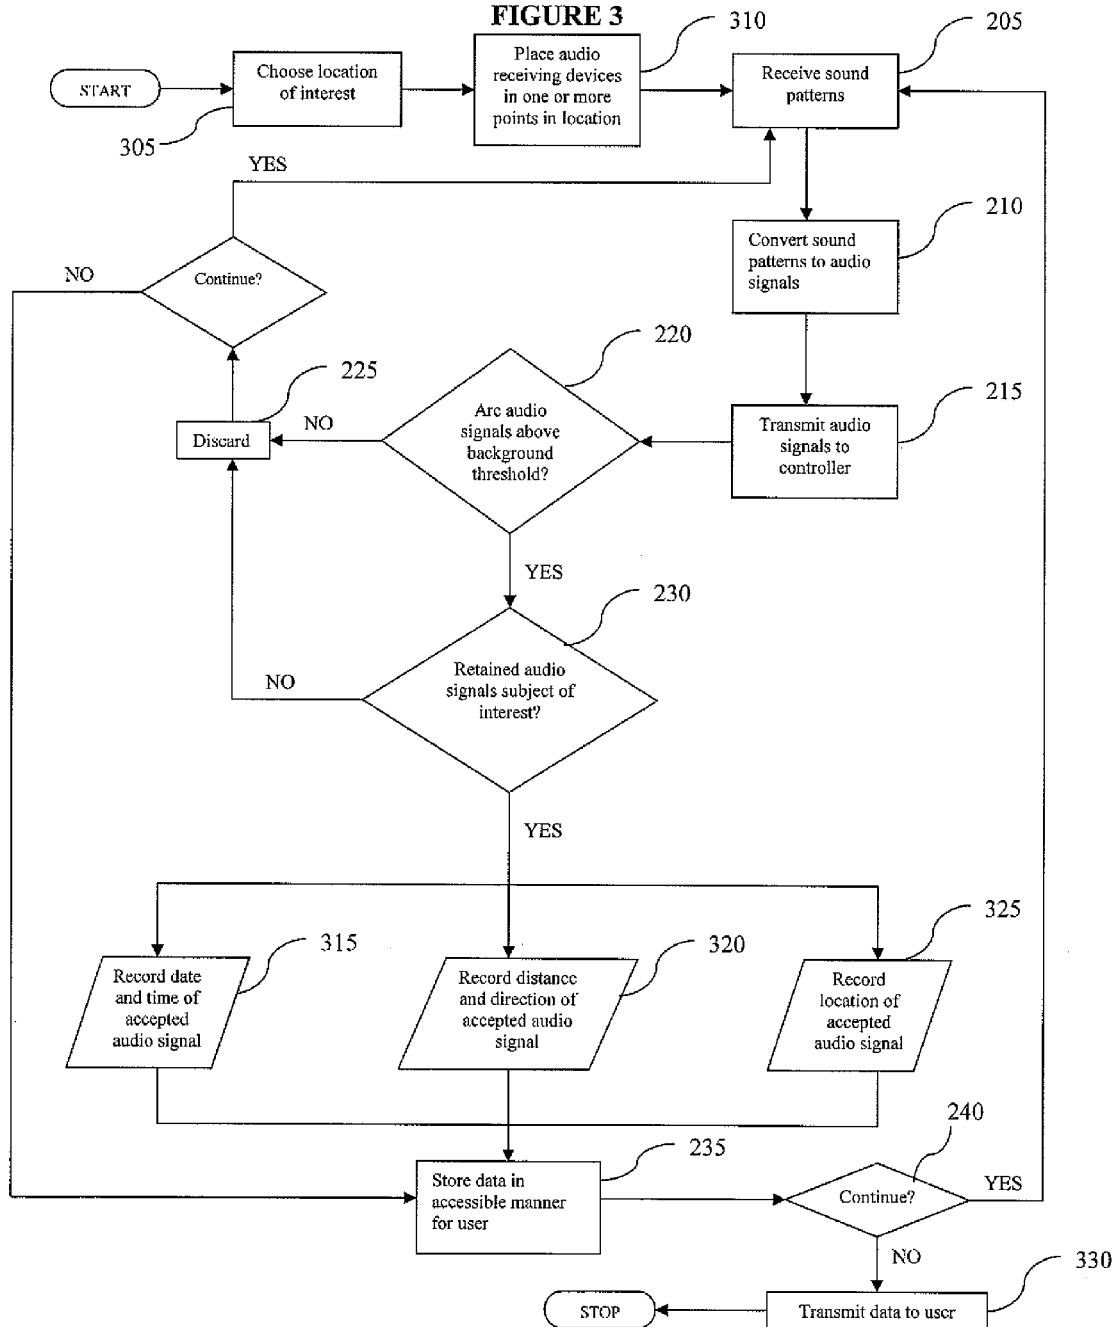 FIGURE 3
310
205
START
Choose location
of interest
Place audio
receiving devices
in one or more
points in location
Receive sound
patterns
305
YES
210
Convert sound
patterns to audio
signals
NO
Continue?
220
225
215
Discard
NO
Are audio
signals above
background
threshold?
Transmit audio
signals to
controller
YES
230
Retained audio
signals subject of
interest?
NO
YES
325
315
320
Record date
and time of
accepted
audio signal
Record distance
and direction of
accepted audio
signal
Record
location of
accepted
audio signal
240
235
Store data in
accessible manner
for user
Continue?
YES
NO
330
STOP
Transmit data to user